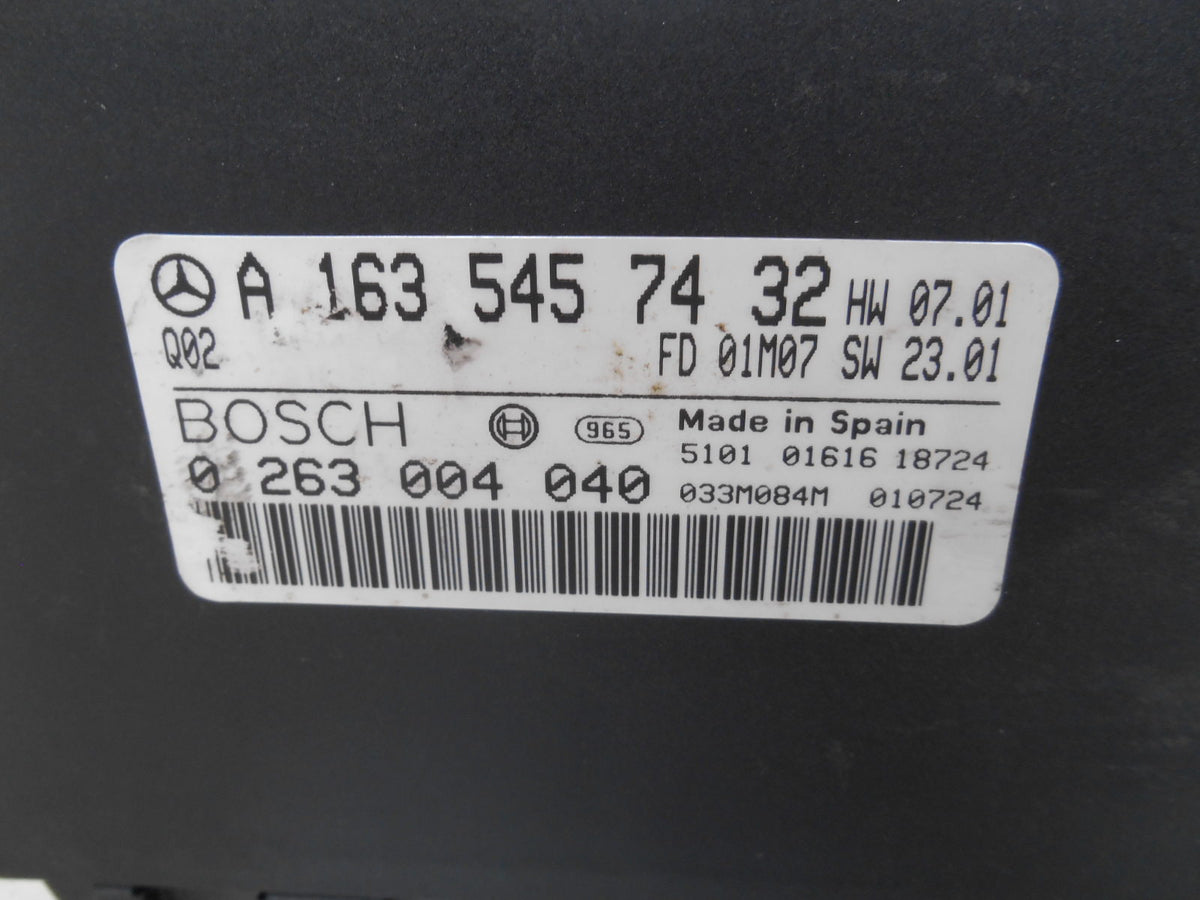 A 163 545 74 32 HW 07.01
Q02 FD 01M07 SW 23.01
BOSCH 965 Made in Spain
5101 01616 18724
0 263 004 040 033M084M 010724